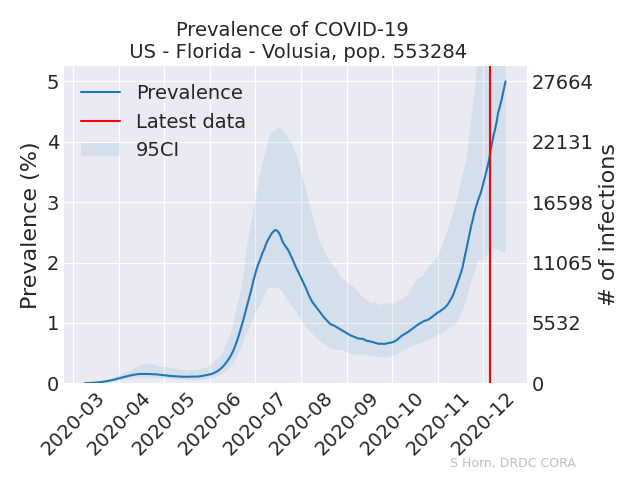 Prevalence of COVID-19
US - Florida - Volusia, pop. 553284
Prevalence
Latest data
95CI
Prevalence (%)
5
4
3
2
1
0
27664
22131
16598
11065
5532
0
# of infections
2020-03
2020-04
2020-05
2020-06
2020-07
2020-08
2020-09
2020-10
2020-11
2020-12
S Horn, DRDC CORA